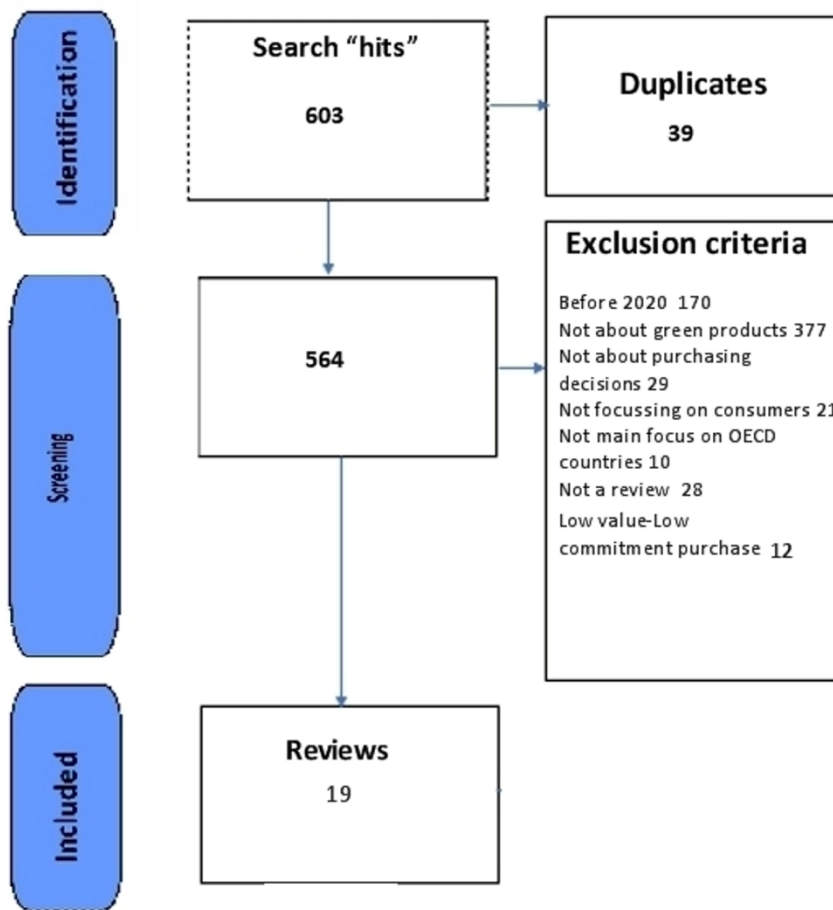 Identification
Search “hits”
603
Duplicates
39
Screening
564
Exclusion criteria
Before 2020 170
Not about green products 377
Not about purchasing
decisions 29
Not focussing on consumers 21
Not main focus on OECD
countries 10
Not a review 28
Low value-Low
commitment purchase 12
Included
Reviews
19